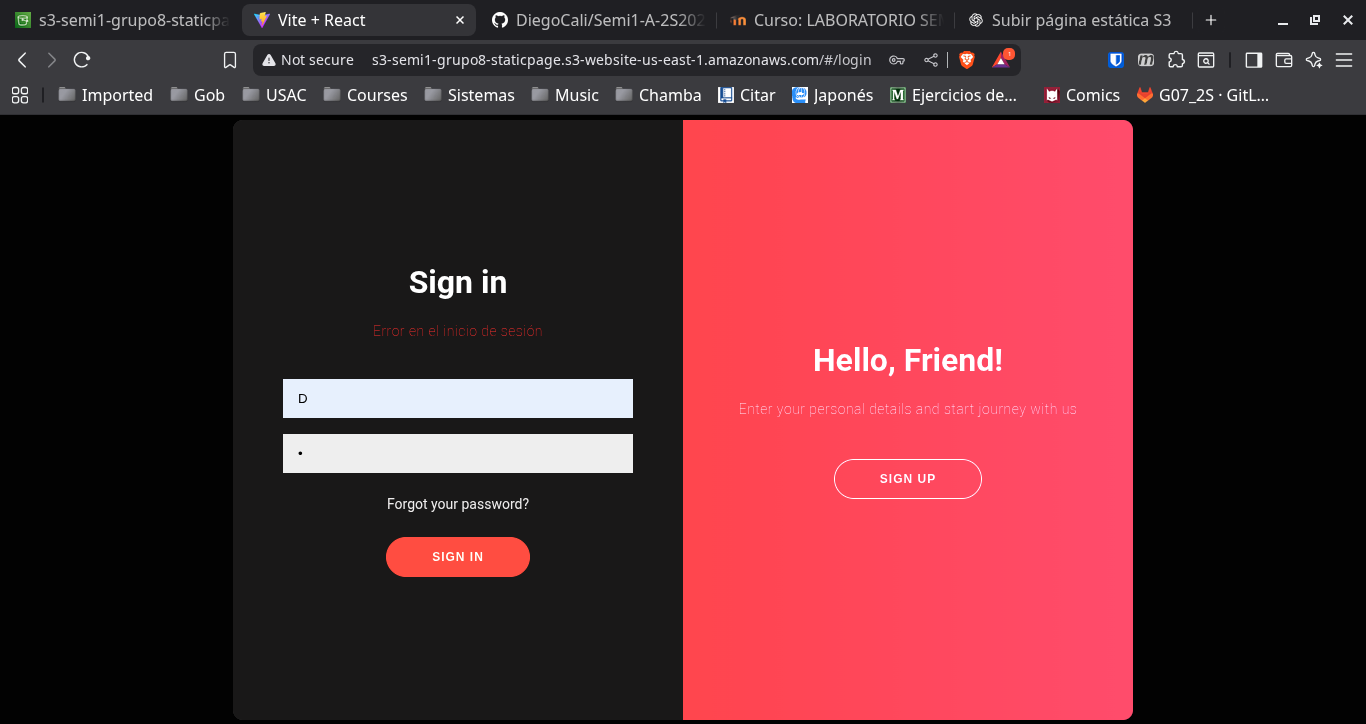 s3-semi1-grupo8-staticpa
Vite + React
DiegoCali/Semi1-A-2S202
Curso: LABORATORIO SE
Subir página estática S3
Not secure
s3-semi1-grupo8-staticpage.s3-website-us-east-1.amazonaws.com/#/login
Imported
Gob
USAC
Courses
Sistemas
Music
Chamba
Citar
Japonés
Ejercicios de...
Comics
G07_2S · GitL...
Sign in
Error en el inicio de sesión
D
Forgot your password?
SIGN IN
Hello, Friend!
Enter your personal details and start journey with us
SIGN UP